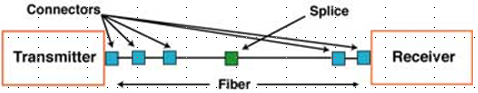 Connectors
Splice
Transmitter
Receiver
Fiber